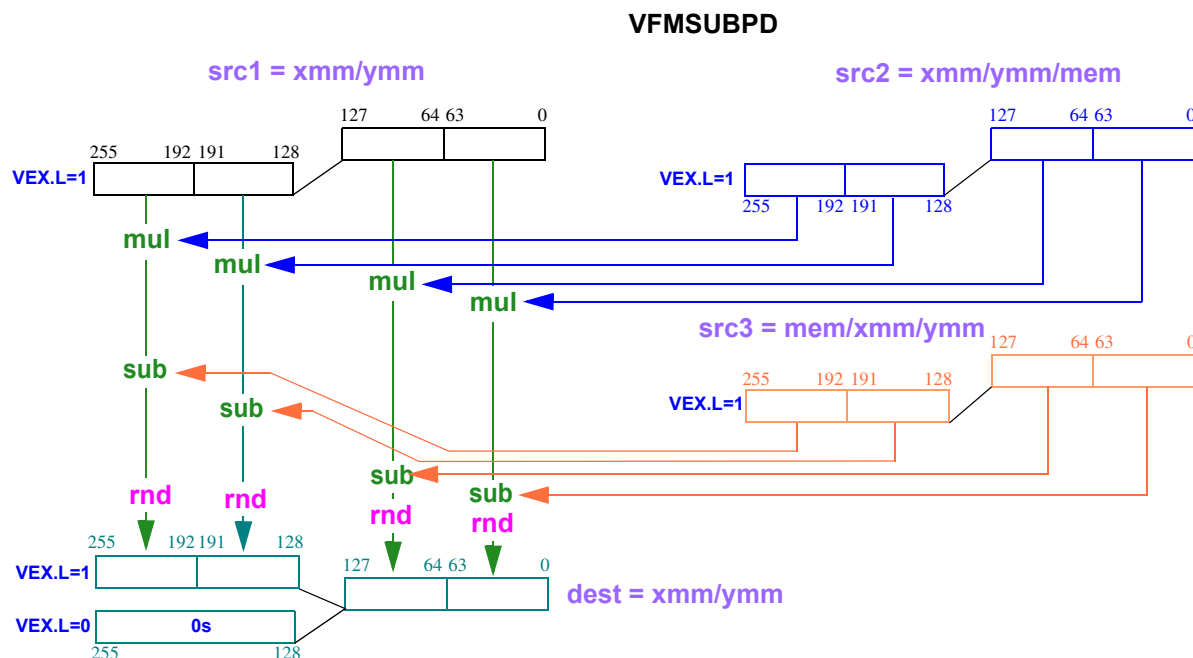 VFMSUBPD
src1 = xmm/ymm
src2 = xmm/ymm/mem
127 64 63 0
127 64 63 0
255 192 191 128
VEX.L=1
VEX.L=1
255 192 191 128
mul
mul
mul
mul
src3 = mem/xmm/ymm
127 64 63 0
sub
255 192 191 128
VEX.L=1
sub
sub
sub
rnd
rnd
rnd
rnd
255 192 191 128
127 64 63 0
VEX.L=1
dest = xmm/ymm
VEX.L=0
0s
255 128